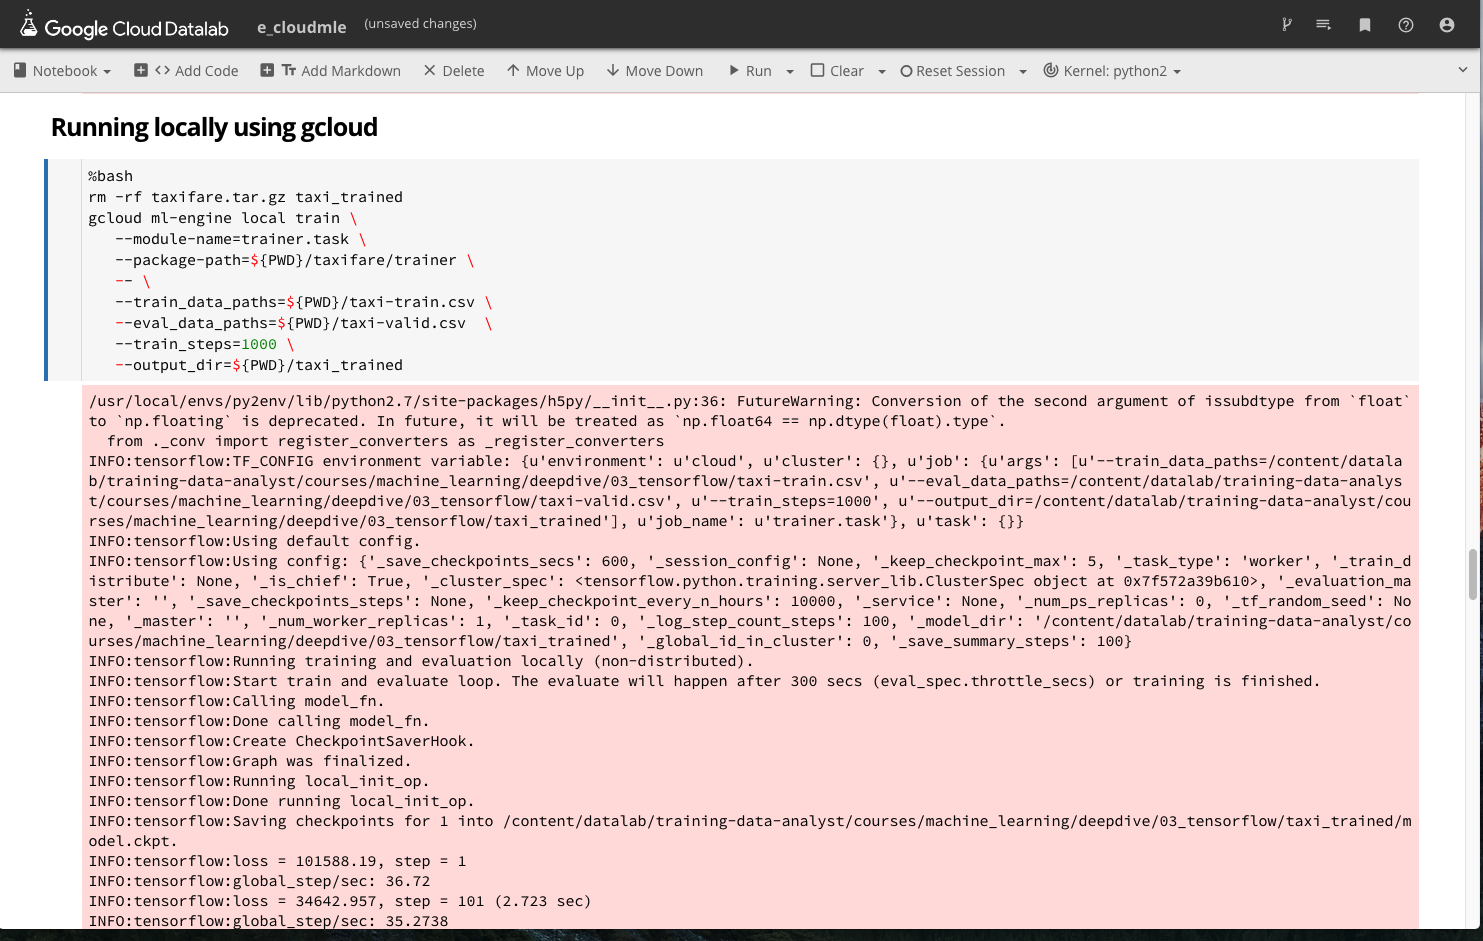 Google Cloud Datalab e_cloudmle (unsaved changes)
Notebook Add Code Add Markdown Delete Move Up Move Down Run Clear Reset Session Kernel: python2
Running locally using gcloud
%bash
rm -rf taxifare.tar.gz taxi_trained
gcloud ml-engine local train \
--module-name=trainer.task \
--package-path=${PWD}/taxifare/trainer \
-- \
--train_data_paths=${PWD}/taxi-train.csv \
--eval_data_paths=${PWD}/taxi-valid.csv \
--train_steps=1000 \
--output_dir=${PWD}/taxi_trained
/usr/local/envs/py2env/lib/python2.7/site-packages/h5py/__init__.py:36: FutureWarning: Conversion of the second argument of issubdtype from `float`
to `np.floating` is deprecated. In future, it will be treated as `np.float64 == np.dtype(float).type`.
from ._conv import register_converters as _register_converters
INFO:tensorflow:TF_CONFIG environment variable: {u'environment': u'cloud', u'cluster': {}, u'job': {u'args': [u'--train_data_paths=/content/datala
b/training-data-analyst/courses/machine_learning/deepdive/03_tensorflow/taxi-train.csv', u'--eval_data_paths=/content/datalab/training-data-analys
t/courses/machine_learning/deepdive/03_tensorflow/taxi-valid.csv', u'--train_steps=1000', u'--output_dir=/content/datalab/training-data-analyst/cou
rses/machine_learning/deepdive/03_tensorflow/taxi_trained'], u'job_name': u'trainer.task'}, u'task': {}}
INFO:tensorflow:Using default config.
INFO:tensorflow:Using config: {'_save_checkpoints_secs': 600, '_session_config': None, '_keep_checkpoint_max': 5, '_task_type': 'worker', '_train_d
istribute': None, '_is_chief': True, '_cluster_spec': <tensorflow.python.training.server_lib.ClusterSpec object at 0x7f572a39b610>, '_evaluation_ma
ster': '', '_save_checkpoints_steps': None, '_keep_checkpoint_every_n_hours': 10000, '_service': None, '_num_ps_replicas': 0, '_tf_random_seed': No
ne, '_master': '', '_num_worker_replicas': 1, '_task_id': 0, '_log_step_count_steps': 100, '_model_dir': '/content/datalab/training-data-analyst/co
urses/machine_learning/deepdive/03_tensorflow/taxi_trained', '_global_id_in_cluster': 0, '_save_summary_steps': 100}
INFO:tensorflow:Running training and evaluation locally (non-distributed).
INFO:tensorflow:Start train and evaluate loop. The evaluate will happen after 300 secs (eval_spec.throttle_secs) or training is finished.
INFO:tensorflow:Calling model_fn.
INFO:tensorflow:Done calling model_fn.
INFO:tensorflow:Create CheckpointSaverHook.
INFO:tensorflow:Graph was finalized.
INFO:tensorflow:Running local_init_op.
INFO:tensorflow:Done running local_init_op.
INFO:tensorflow:Saving checkpoints for 1 into /content/datalab/training-data-analyst/courses/machine_learning/deepdive/03_tensorflow/taxi_trained/m
odel.ckpt.
INFO:tensorflow:loss = 101588.19, step = 1
INFO:tensorflow:global_step/sec: 36.72
INFO:tensorflow:loss = 34642.957, step = 101 (2.723 sec)
INFO:tensorflow:global_step/sec: 35.2738